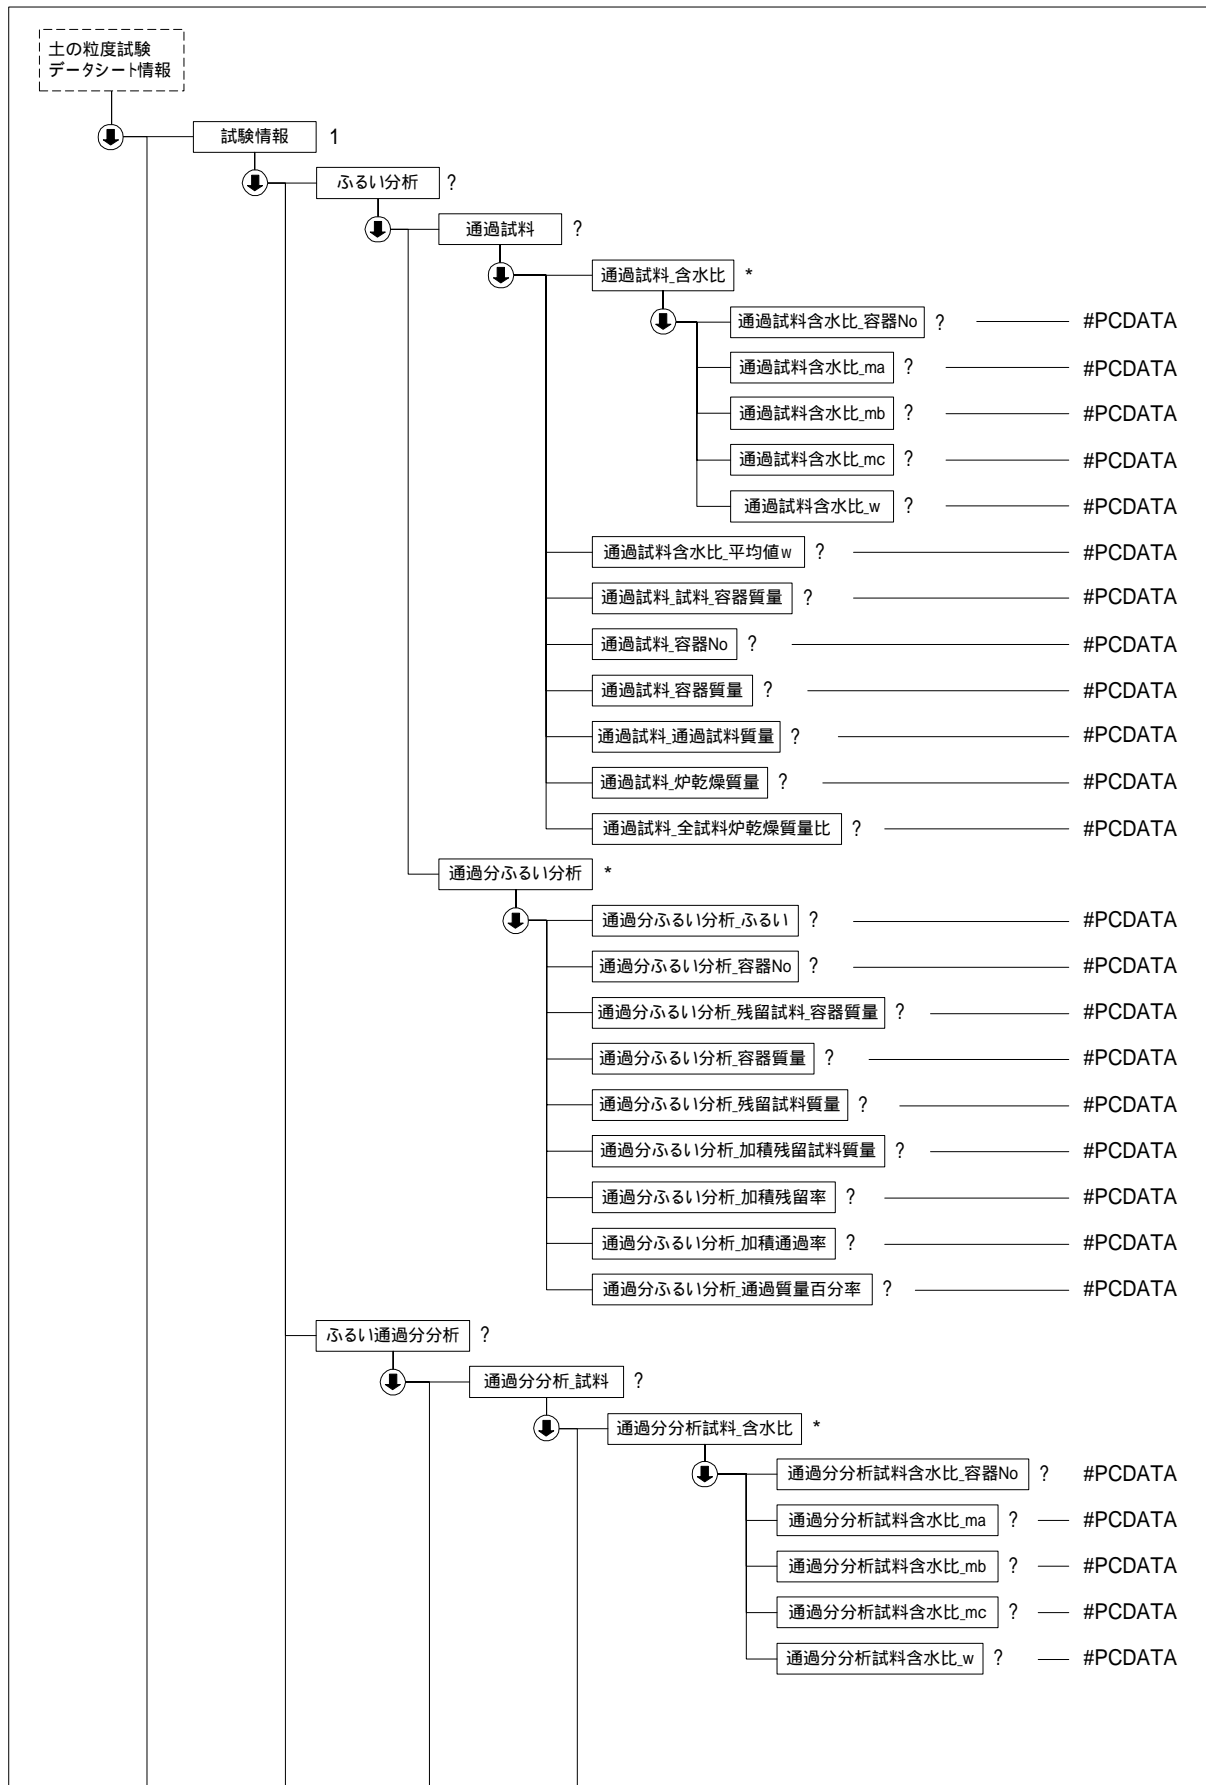 土の粒度試験
データシート情報
試験情報 1
ふるい分析 ?
通過試料 ?
通過試料_含水比 *
通過試料含水比_容器No ? #PCDATA
通過試料含水比_ma ? #PCDATA
通過試料含水比_mb ? #PCDATA
通過試料含水比_mc ? #PCDATA
通過試料含水比_w ? #PCDATA
通過試料含水比_平均値w ? #PCDATA
通過試料_試料_容器質量 ? #PCDATA
通過試料_容器No ? #PCDATA
通過試料_容器質量 ? #PCDATA
通過試料_通過試料質量 ? #PCDATA
通過試料_炉乾燥質量 ? #PCDATA
通過試料_全試料炉乾燥質量比 ? #PCDATA
通過分ふるい分析 *
通過分ふるい分析_ふるい ? #PCDATA
通過分ふるい分析_容器No ? #PCDATA
通過分ふるい分析_残留試料_容器質量 ? #PCDATA
通過分ふるい分析_容器質量 ? #PCDATA
通過分ふるい分析_残留試料質量 ? #PCDATA
通過分ふるい分析_加積残留試料質量 ? #PCDATA
通過分ふるい分析_加積残留率 ? #PCDATA
通過分ふるい分析_加積通過率 ? #PCDATA
通過分ふるい分析_通過質量百分率 ? #PCDATA
ふるい通過分分析 ?
通過分分析_試料 ?
通過分分析試料_含水比 *
通過分分析試料含水比_容器No ? #PCDATA
通過分分析試料含水比_ma ? #PCDATA
通過分分析試料含水比_mb ? #PCDATA
通過分分析試料含水比_mc ? #PCDATA
通過分分析試料含水比_w ? #PCDATA